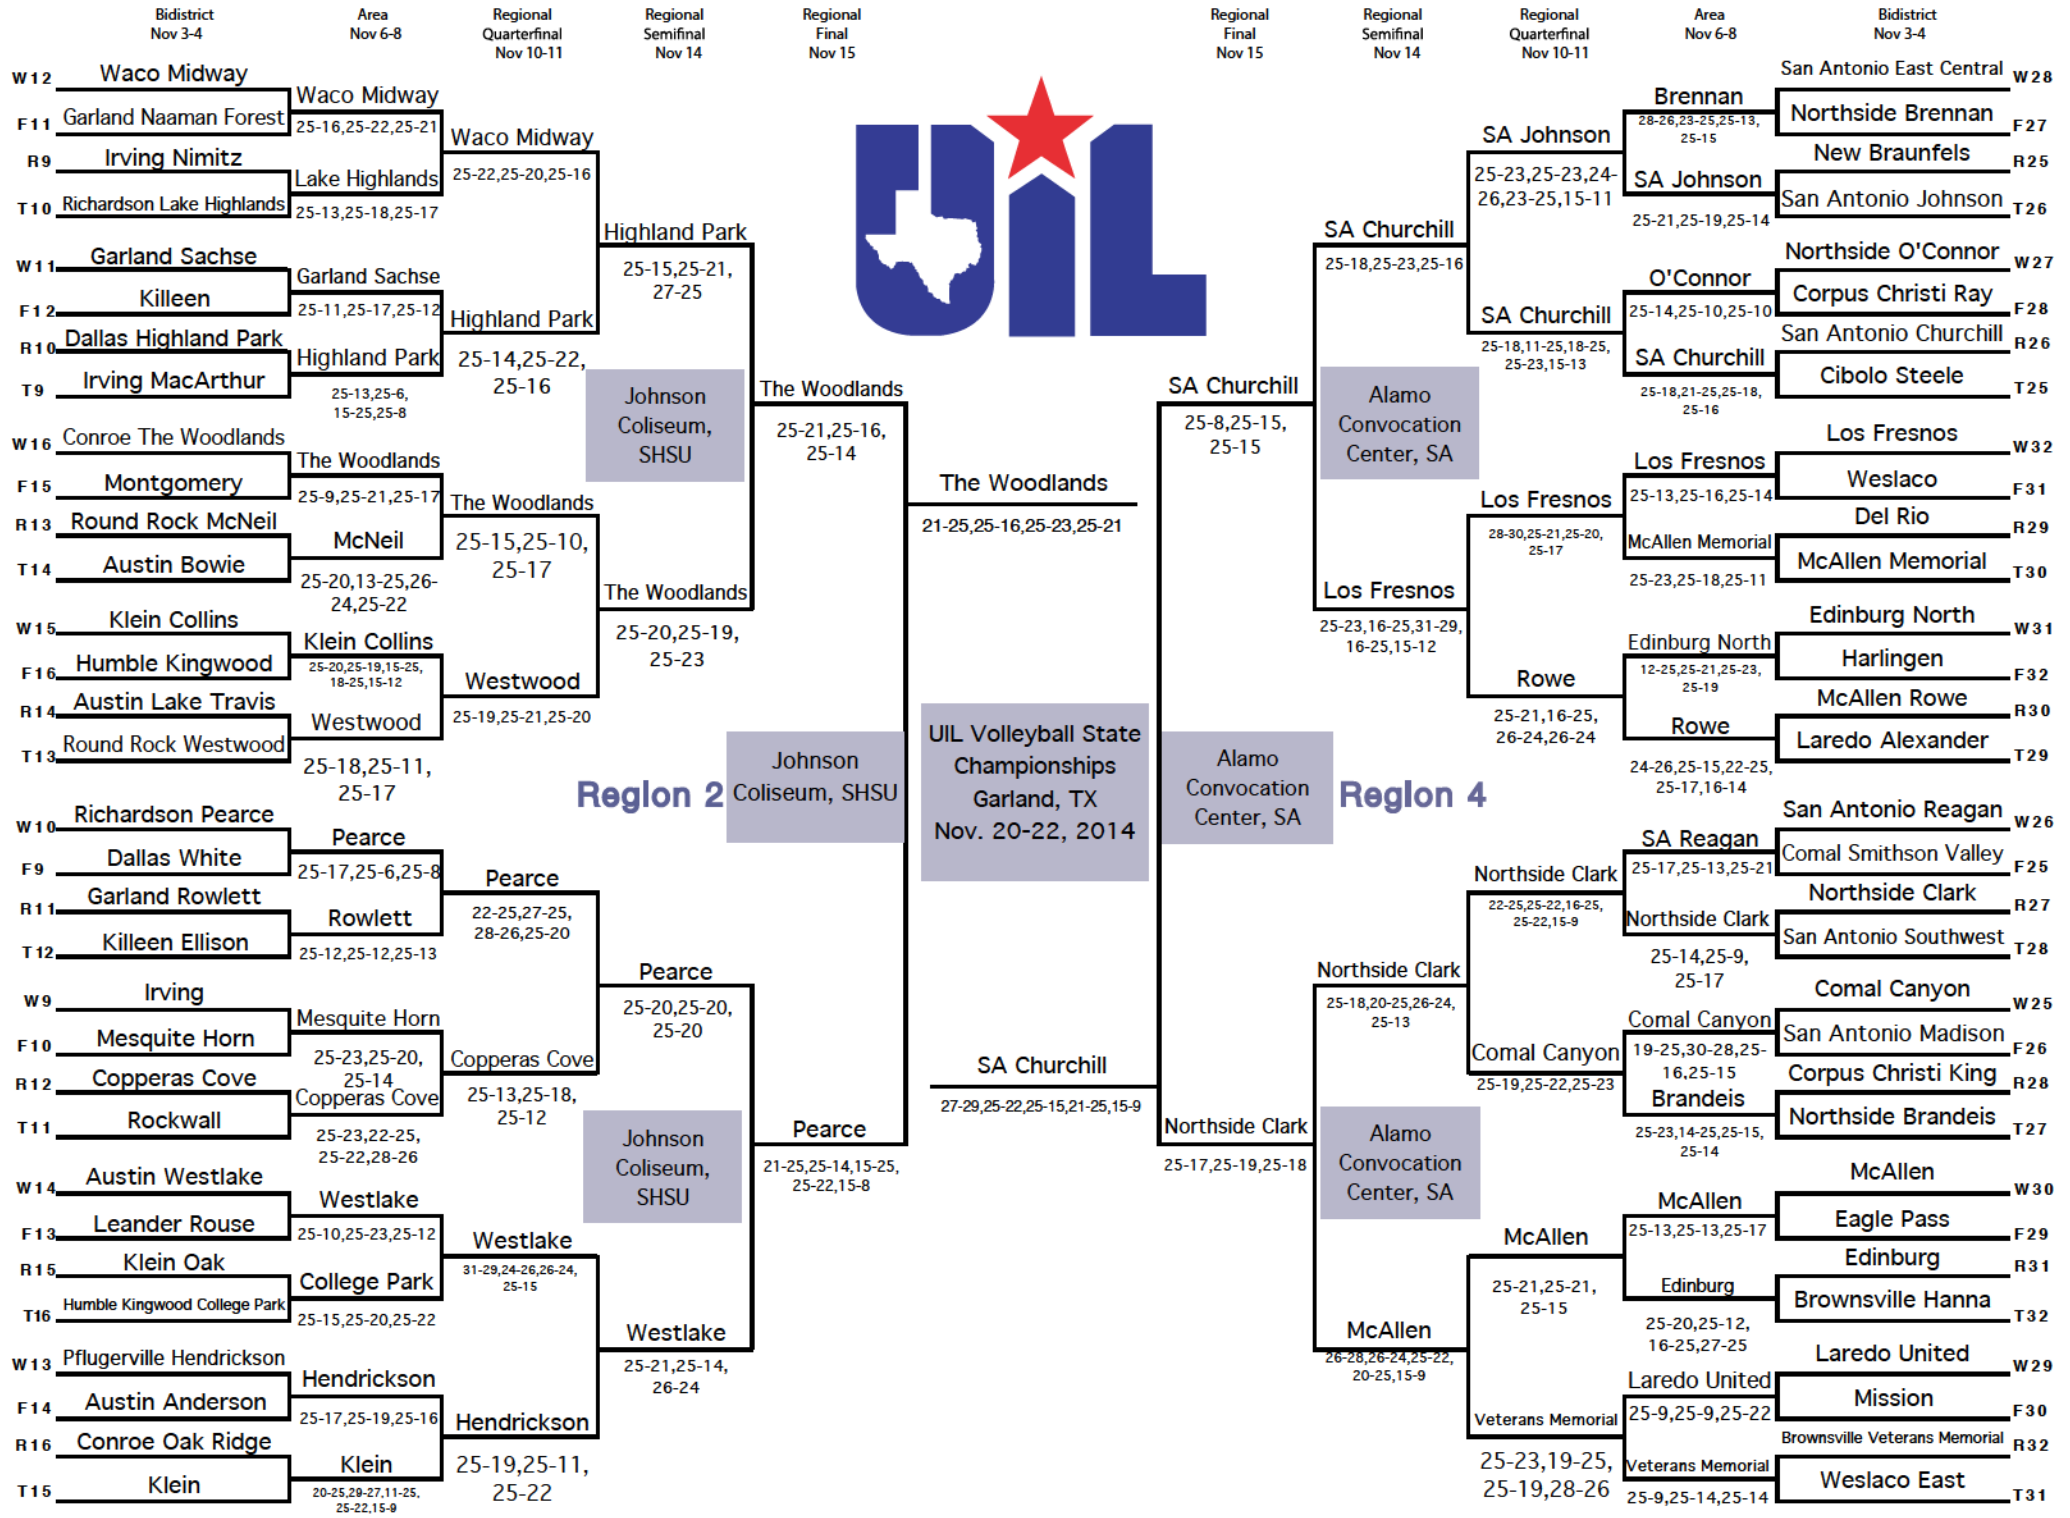 Bidistrict
Nov 3-4
Area
Nov 6-8
Regional
Quarterfinal
Nov 10-11
Regional
Semifinal
Nov 14
Regional
Final
Nov 15
Regional
Final
Nov 15
Regional
Semifinal
Nov 14
Regional
Quarterfinal
Nov 10-11
Area
Nov 6-8
Bidistrict
Nov 3-4
W12 Waco Midway
F11 Garland Naaman Forest
R9 Irving Nimitz
T10 Richardson Lake Highlands
W11 Garland Sachse
F12 Killeen
R10 Dallas Highland Park
T9 Irving MacArthur
W16 Conroe The Woodlands
F15 Montgomery
R13 Round Rock McNeil
T14 Austin Bowie
W15 Klein Collins
F16 Humble Kingwood
R14 Austin Lake Travis
T13 Round Rock Westwood
W10 Richardson Pearce
F9 Dallas White
R11 Garland Rowlett
T12 Killeen Ellison
W9 Irving
F10 Mesquite Horn
R12 Copperas Cove
T11 Rockwall
W14 Austin Westlake
F13 Leander Rouse
R15 Klein Oak
T16 Humble Kingwood College Park
W13 Pflugerville Hendrickson
F14 Austin Anderson
R16 Conroe Oak Ridge
T15 Klein
Waco Midway
25-16,25-22,25-21
Lake Highlands
25-13,25-18,25-17
Garland Sachse
25-11,25-17,25-12
Highland Park
25-13,25-6,
15-25,25-8
The Woodlands
25-9,25-21,25-17
McNeil
25-20,13-25,26-
24,25-22
Klein Collins
25-20,25-19,15-25,
18-25,15-12
Westwood
25-18,25-11,
25-17
Pearce
25-17,25-6,25-8
Rowlett
25-12,25-12,25-13
Mesquite Horn
25-23,25-20,
25-14
Copperas Cove
25-23,22-25,
25-22,28-26
Westlake
25-10,25-23,25-12
College Park
25-15,25-20,25-22
Hendrickson
25-17,25-19,25-16
Klein
20-25,29-27,11-25,
25-22,15-9
Waco Midway
25-22,25-20,25-16
Highland Park
25-14,25-22,
25-16
The Woodlands
25-15,25-10,
25-17
Westwood
25-19,25-21,25-20
Pearce
22-25,27-25,
28-26,25-20
Copperas Cove
25-13,25-18,
25-12
Westlake
31-29,24-26,26-24,
25-15
Hendrickson
25-19,25-11,
25-22
Highland Park
25-15,25-21,
27-25
Johnson
Coliseum,
SHSU
The Woodlands
25-20,25-19,
25-23
Region 2
Pearce
25-20,25-20,
25-20
Johnson
Coliseum,
SHSU
Westlake
25-21,25-14,
26-24
The Woodlands
25-21,25-16,
25-14
Johnson
Coliseum, SHSU
Pearce
21-25,25-14,15-25,
25-22,15-8
UIL
The Woodlands
21-25,25-16,25-23,25-21
UIL Volleyball State
Championships
Garland, TX
Nov. 20-22, 2014
SA Churchill
27-29,25-22,25-15,21-25,15-9
SA Churchill
25-8,25-15,
25-15
Alamo
Convocation
Center, SA
Northside Clark
25-17,25-19,25-18
SA Churchill
25-18,25-23,25-16
Alamo
Convocation
Center, SA
Los Fresnos
25-23,16-25,31-29,
16-25,15-12
Region 4
Northside Clark
25-18,20-25,26-24,
25-13
Alamo
Convocation
Center, SA
McAllen
26-28,26-24,25-22,
20-25,15-9
SA Johnson
25-23,25-23,24-
26,23-25,15-11
SA Churchill
25-18,11-25,18-25,
25-23,15-13
Los Fresnos
28-30,25-21,25-20,
25-17
Rowe
25-21,16-25,
26-24,26-24
Northside Clark
22-25,25-22,16-25,
25-22,15-9
Comal Canyon
25-19,25-22,25-23
McAllen
25-21,25-21,
25-15
Veterans Memorial
25-23,19-25,
25-19,28-26
Brennan
28-26,23-25,25-13,
25-15
SA Johnson
25-21,25-19,25-14
O'Connor
25-14,25-10,25-10
SA Churchill
25-18,21-25,25-18,
25-16
Los Fresnos
25-13,25-16,25-14
McAllen Memorial
25-23,25-18,25-11
Edinburg North
12-25,25-21,25-23,
25-19
Rowe
24-26,25-15,22-25,
25-17,16-14
SA Reagan
25-17,25-13,25-21
Northside Clark
25-14,25-9,
25-17
Comal Canyon
19-25,30-28,25-
16,25-15
Brandeis
25-23,14-25,25-15,
25-14
McAllen
25-13,25-13,25-17
Edinburg
25-20,25-12,
16-25,27-25
Laredo United
25-9,25-9,25-22
Veterans Memorial
25-9,25-14,25-14
San Antonio East Central W28
Northside Brennan F27
New Braunfels R25
San Antonio Johnson T26
Northside O'Connor W27
Corpus Christi Ray F28
San Antonio Churchill R26
Cibolo Steele T25
Los Fresnos W32
Weslaco F31
Del Rio R29
McAllen Memorial T30
Edinburg North W31
Harlingen F32
McAllen Rowe R30
Laredo Alexander T29
San Antonio Reagan W26
Comal Smithson Valley F25
Northside Clark R27
San Antonio Southwest T28
Comal Canyon W25
San Antonio Madison F26
Corpus Christi King R28
Northside Brandeis T27
McAllen W30
Eagle Pass F29
Edinburg R31
Brownsville Hanna T32
Laredo United W29
Mission F30
Brownsville Veterans Memorial R32
Weslaco East T31